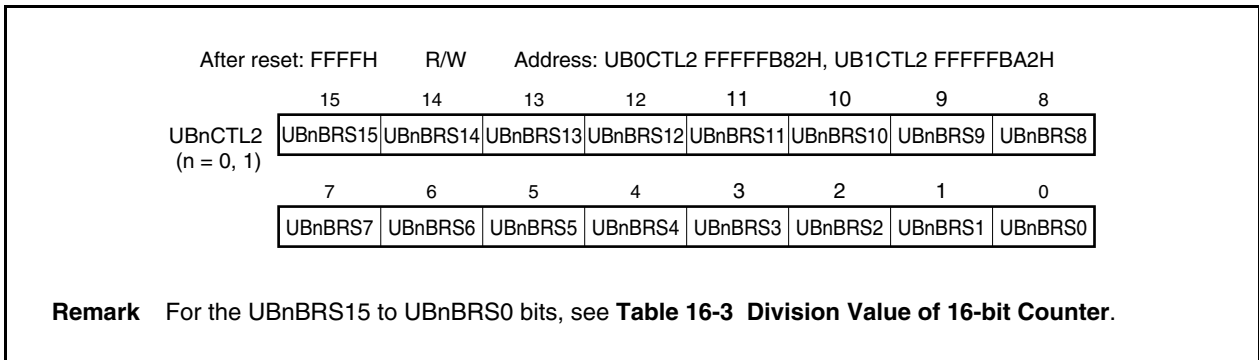 After reset: FFFFH R/W Address: UB0CTL2 FFFFFB82H, UB1CTL2 FFFFFBA2H
15 14 13 12 11 10 9 8
UBnCTL2 UBnBRS15 UBnBRS14 UBnBRS13 UBnBRS12 UBnBRS11 UBnBRS10 UBnBRS9 UBnBRS8
(n = 0, 1)
7 6 5 4 3 2 1 0
UBnBRS7 UBnBRS6 UBnBRS5 UBnBRS4 UBnBRS3 UBnBRS2 UBnBRS1 UBnBRS0
Remark For the UBnBRS15 to UBnBRS0 bits, see Table 16-3 Division Value of 16-bit Counter.